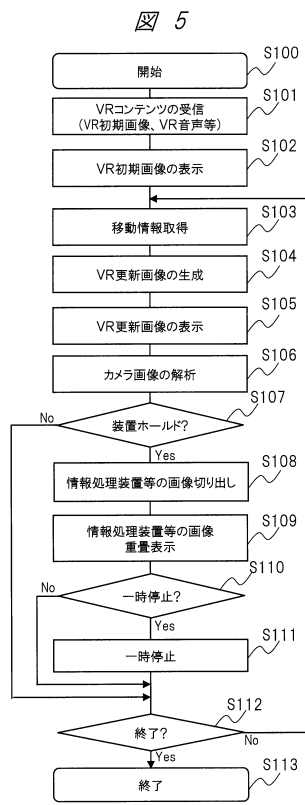 図 5
S100
開始
S101
VRコンテンツの受信
(VR初期画像、VR音声等)
S102
VR初期画像の表示
S103
移動情報取得
S104
VR更新画像の生成
S105
VR更新画像の表示
S106
カメラ画像の解析
S107
No
装置ホールド?
Yes
S108
情報処理装置等の画像切り出し
S109
情報処理装置等の画像
重畳表示
S110
No
一時停止?
Yes
S111
一時停止
S112
終了?
No
Yes
S113
終了